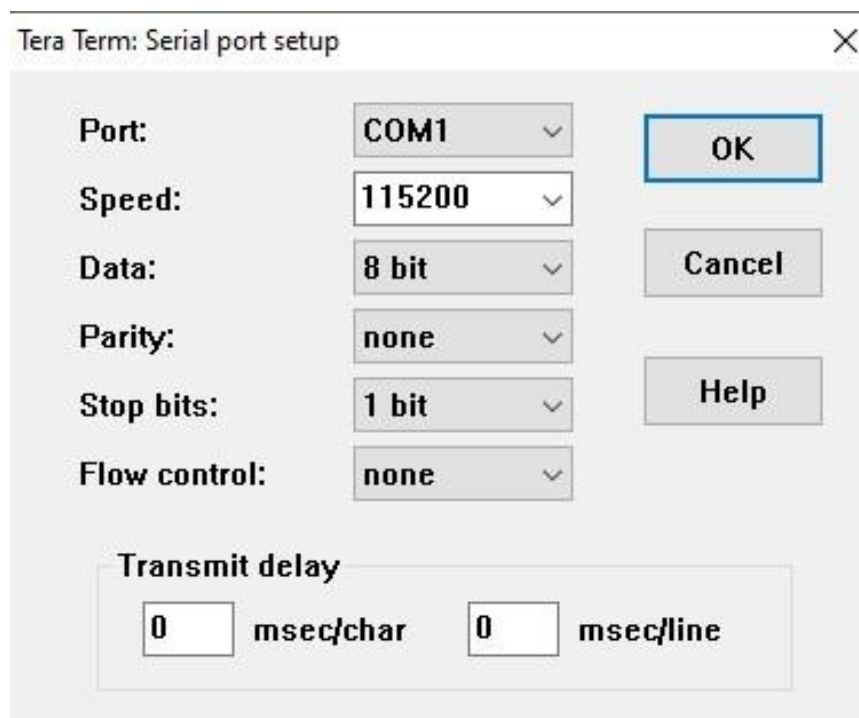 Tera Term: Serial port setup
Port: COM1
OK
Speed: 115200
Data: 8 bit
Cancel
Parity: none
Stop bits: 1 bit
Help
Flow control: none
Transmit delay
0 msec/char 0 msec/line